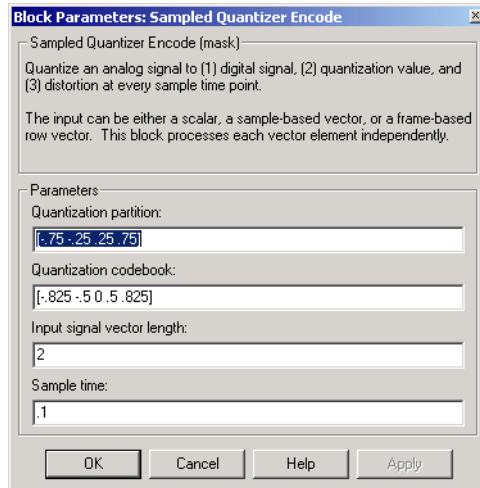 Block Parameters: Sampled Quantizer Encode
Sampled Quantizer Encode (mask)
Quantize an analog signal to (1) digital signal, (2) quantization value, and
(3) distortion at every sample time point.
The input can be either a scalar, a sample-based vector, or a frame-based
row vector. This block processes each vector element independently.
Parameters
Quantization partition:
[-.75 -.25 .25 .75]
Quantization codebook:
[-.825 -.5 0 .5 .825]
Input signal vector length:
2
Sample time:
.1
OK Cancel Help Apply